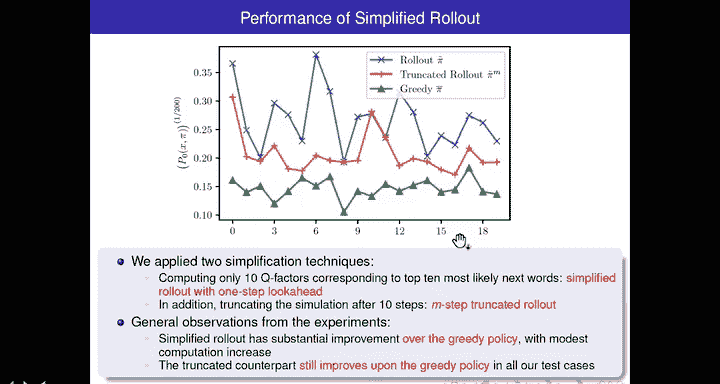 Performance of Simplified Rollout
(P₀(x, π))^(1/200)
0.35
0.30
0.25
0.20
0.15
0.10
0 3 6 9 12 15 18
Rollout π̃
Truncated Rollout π̃ᵐ
Greedy π̄
We applied two simplification techniques:
Computing only 10 Q-factors corresponding to top ten most likely next words: simplified
rollout with one-step lookahead
In addition, truncating the simulation after 10 steps: m-step truncated rollout
General observations from the experiments:
Simplified rollout has substantial improvement over the greedy policy, with modest
computation increase
The truncated counterpart still improves upon the greedy policy in all our test cases